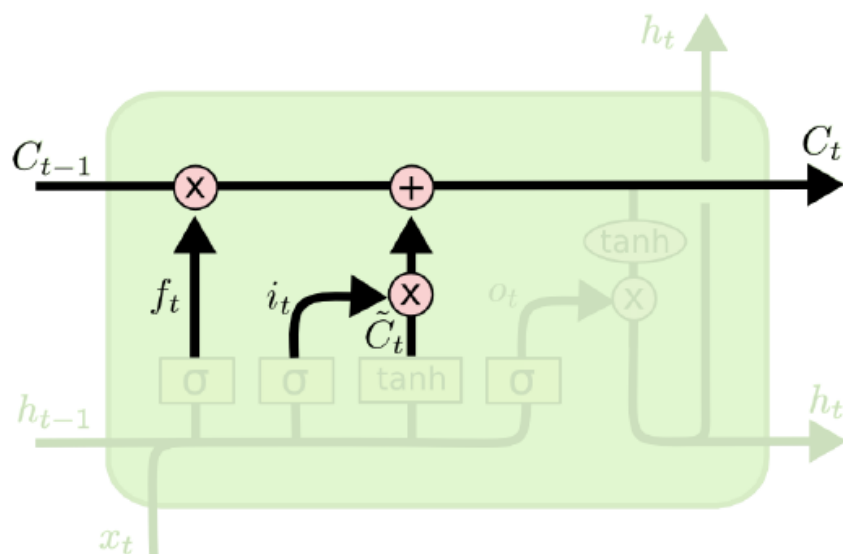 h_t
C_{t-1} × + C_t
tanh
f_t i_t × o_t ×
C̃_t
σ σ tanh σ
h_{t-1} h_t
x_t